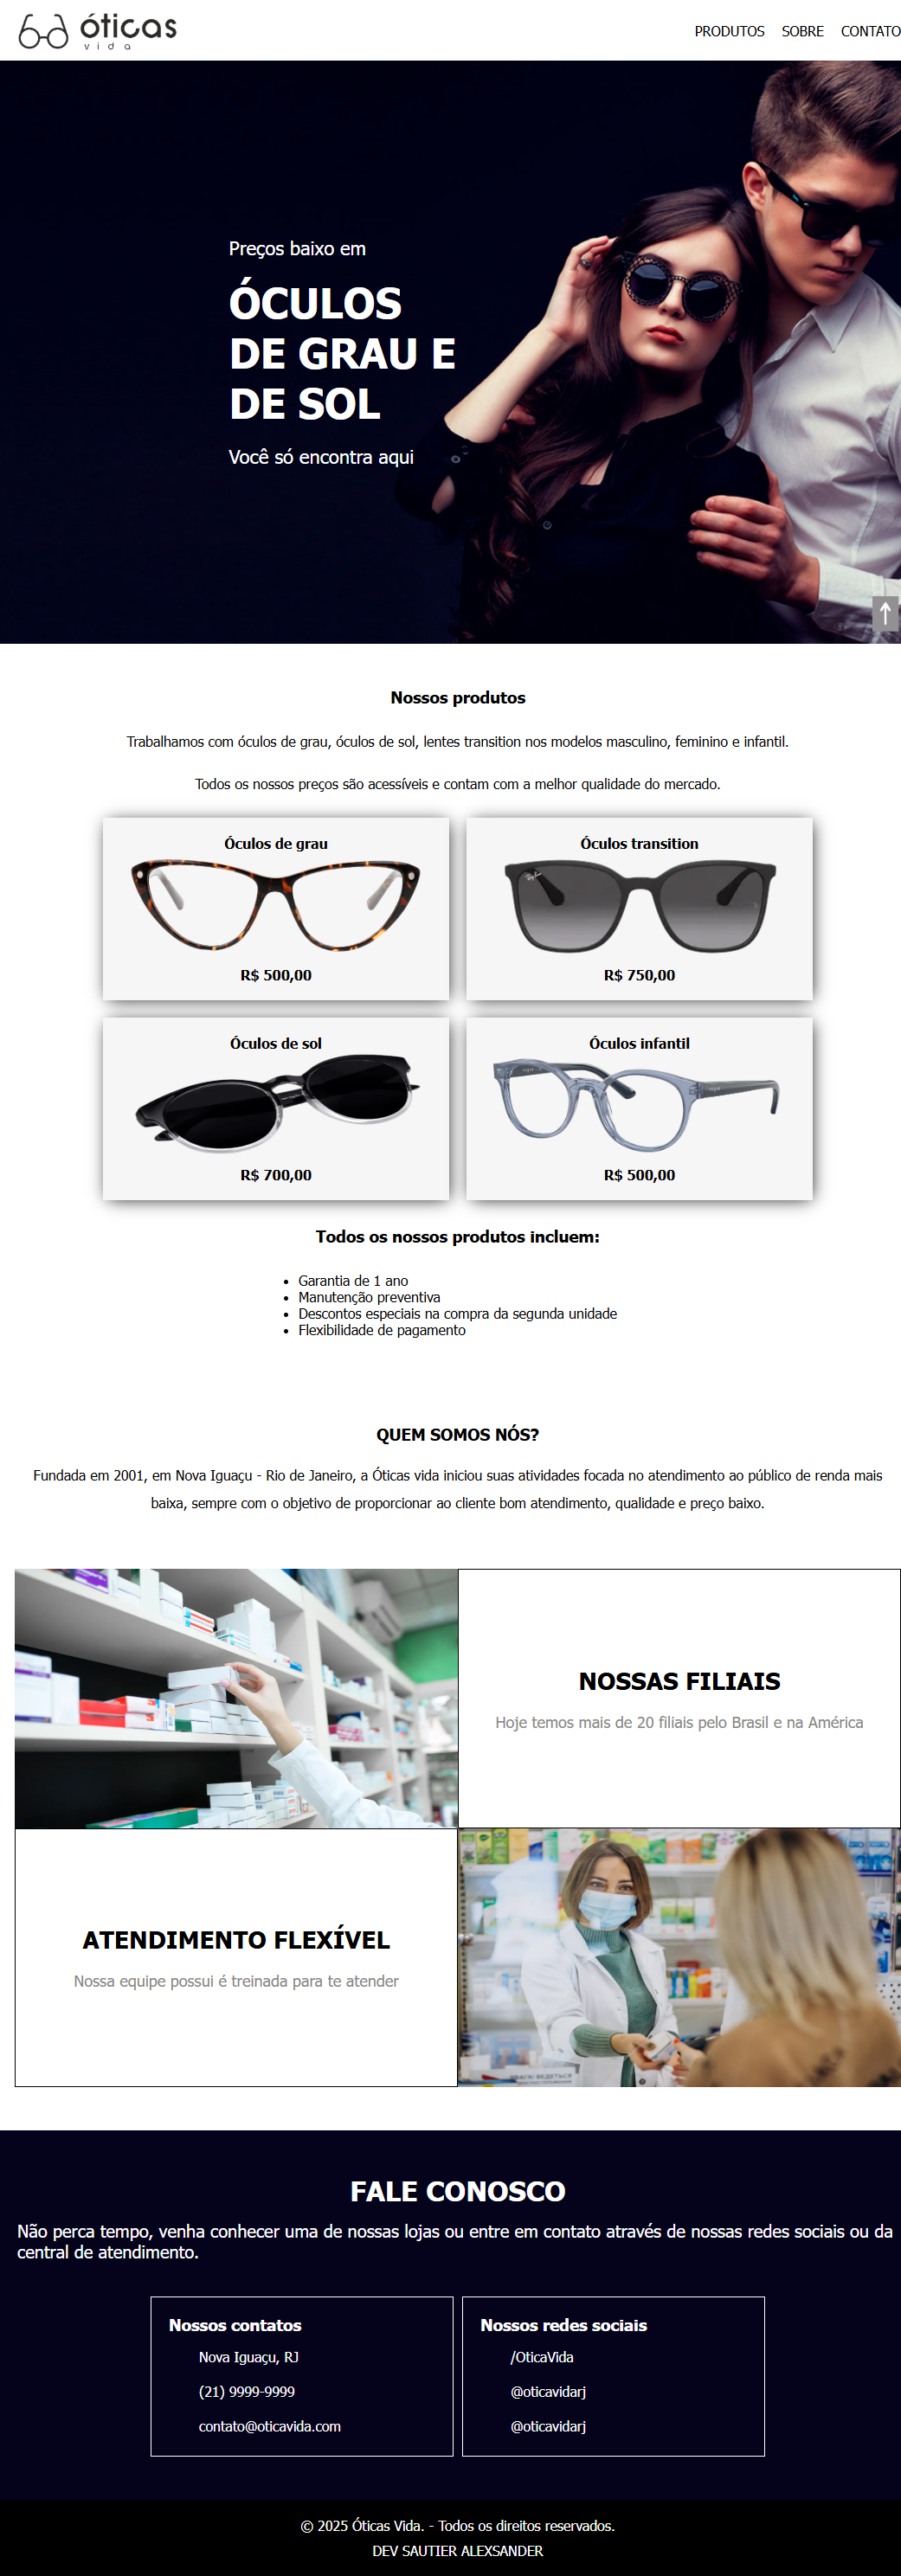 óticas
vida
PRODUTOS SOBRE CONTATO
Preços baixo em
ÓCULOS
DE GRAU E
DE SOL
Você só encontra aqui
Nossos produtos
Trabalhamos com óculos de grau, óculos de sol, lentes transition nos modelos masculino, feminino e infantil.
Todos os nossos preços são acessíveis e contam com a melhor qualidade do mercado.
Óculos de grau
R$ 500,00
Óculos transition
Ray-Ban
R$ 750,00
Óculos de sol
R$ 700,00
Óculos infantil
R$ 500,00
Todos os nossos produtos incluem:
• Garantia de 1 ano
• Manutenção preventiva
• Descontos especiais na compra da segunda unidade
• Flexibilidade de pagamento
QUEM SOMOS NÓS?
Fundada em 2001, em Nova Iguaçu - Rio de Janeiro, a Óticas vida iniciou suas atividades focada no atendimento ao público de renda mais
baixa, sempre com o objetivo de proporcionar ao cliente bom atendimento, qualidade e preço baixo.
NOSSAS FILIAIS
Hoje temos mais de 20 filiais pelo Brasil e na América
ATENDIMENTO FLEXÍVEL
Nossa equipe possui é treinada para te atender
FALE CONOSCO
Não perca tempo, venha conhecer uma de nossas lojas ou entre em contato através de nossas redes sociais ou da
central de atendimento.
Nossos contatos
Nova Iguaçu, RJ
(21) 9999-9999
contato@oticavida.com
Nossos redes sociais
/OticaVida
@oticavidarj
@oticavidarj
© 2025 Óticas Vida. - Todos os direitos reservados.
DEV SAUTIER ALEXSANDER